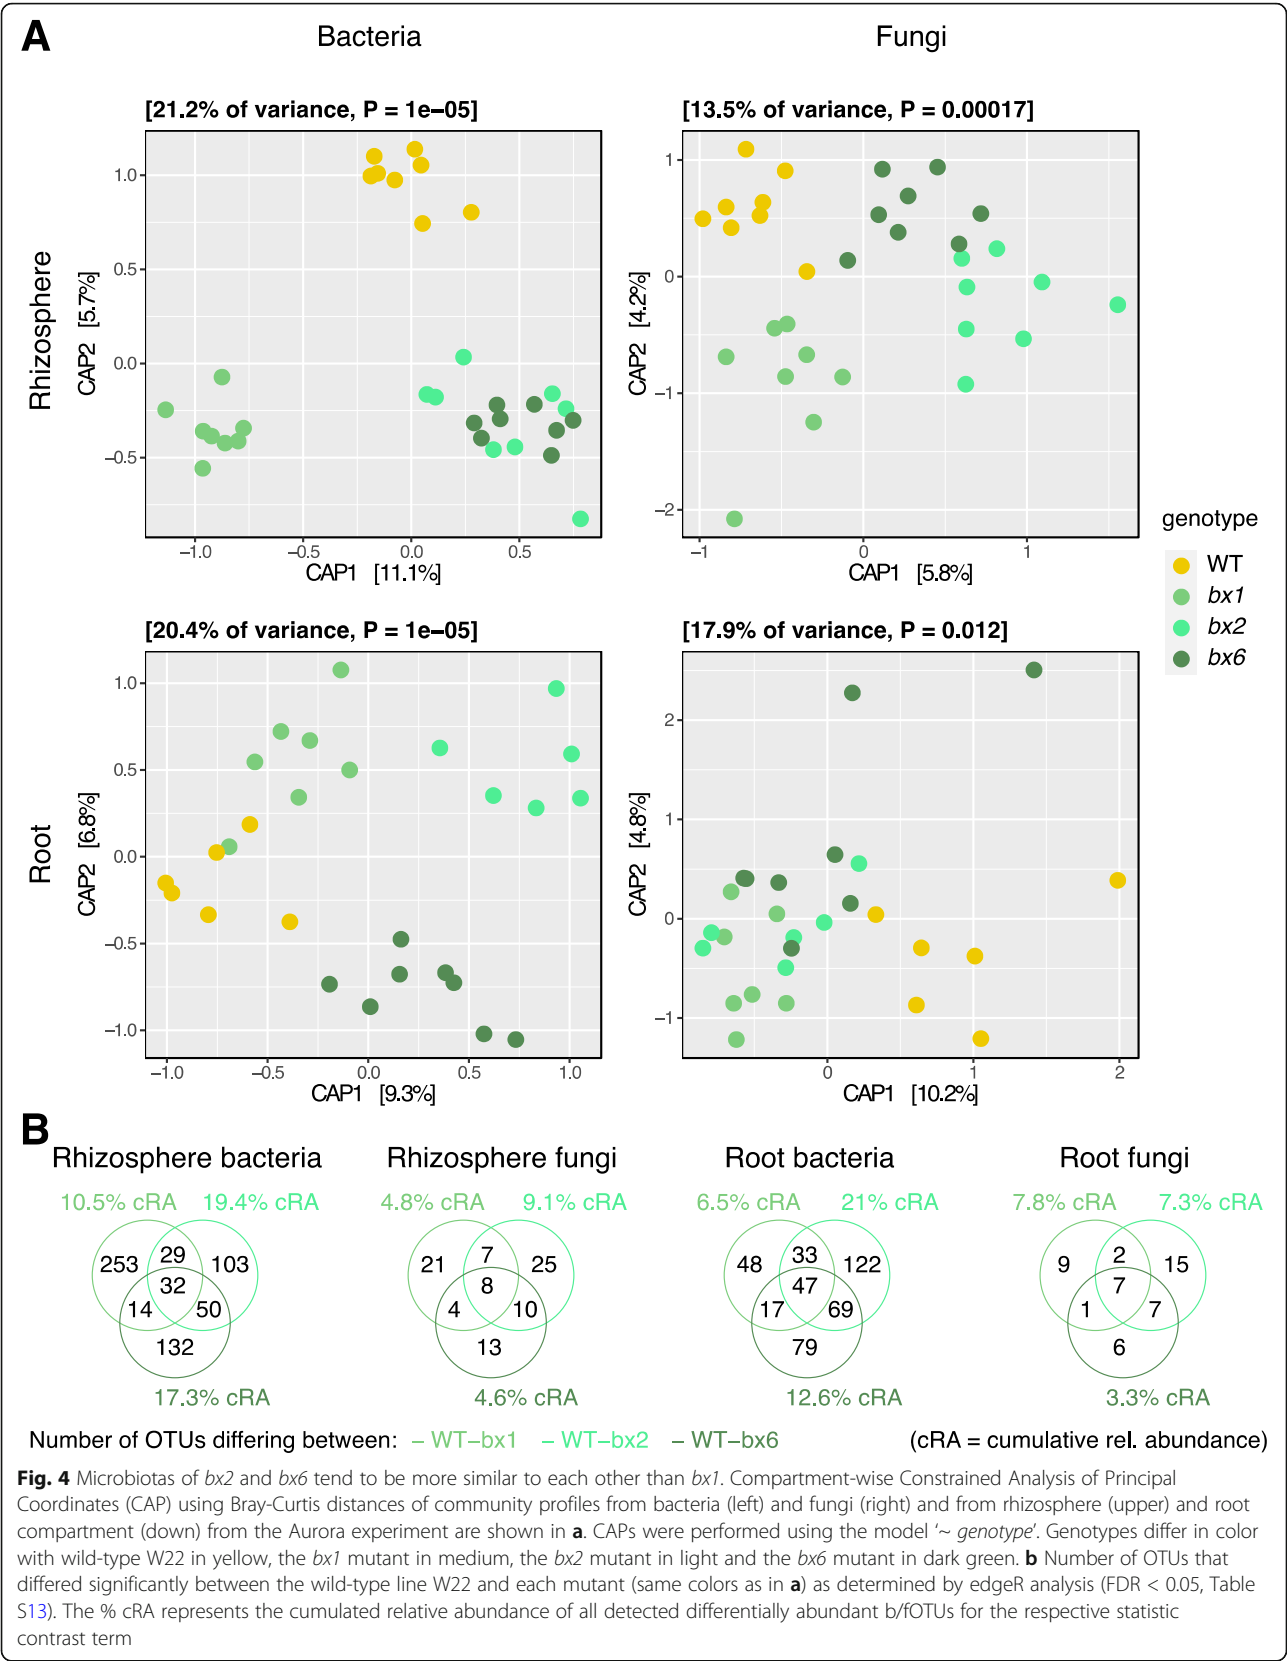 A
Bacteria
Fungi
Rhizosphere
[21.2% of variance, P = 1e−05]
CAP2 [5.7%]
1.0
0.5
0.0
−0.5
−1.0 −0.5 0.0 0.5
CAP1 [11.1%]
[13.5% of variance, P = 0.00017]
CAP2 [4.2%]
1
0
−1
−2
−1 0 1
CAP1 [5.8%]
genotype
WT
bx1
bx2
bx6
Root
[20.4% of variance, P = 1e−05]
CAP2 [6.8%]
1.0
0.5
0.0
−0.5
−1.0
−1.0 −0.5 0.0 0.5 1.0
CAP1 [9.3%]
[17.9% of variance, P = 0.012]
CAP2 [4.8%]
2
1
0
−1
0 1 2
CAP1 [10.2%]
B
Rhizosphere bacteria
10.5% cRA 19.4% cRA
253 29 103
32
14 50
132
17.3% cRA
Rhizosphere fungi
4.8% cRA 9.1% cRA
21 7 25
8
4 10
13
4.6% cRA
Root bacteria
6.5% cRA 21% cRA
48 33 122
47
17 69
79
12.6% cRA
Root fungi
7.8% cRA 7.3% cRA
9 2 15
7
1 7
6
3.3% cRA
Number of OTUs differing between: − WT−bx1 − WT−bx2 − WT−bx6 (cRA = cumulative rel. abundance)
Fig. 4 Microbiotas of bx2 and bx6 tend to be more similar to each other than bx1. Compartment-wise Constrained Analysis of Principal
Coordinates (CAP) using Bray-Curtis distances of community profiles from bacteria (left) and fungi (right) and from rhizosphere (upper) and root
compartment (down) from the Aurora experiment are shown in a. CAPs were performed using the model ‘~ genotype’. Genotypes differ in color
with wild-type W22 in yellow, the bx1 mutant in medium, the bx2 mutant in light and the bx6 mutant in dark green. b Number of OTUs that
differed significantly between the wild-type line W22 and each mutant (same colors as in a) as determined by edgeR analysis (FDR < 0.05, Table
S13). The % cRA represents the cumulated relative abundance of all detected differentially abundant b/fOTUs for the respective statistic
contrast term